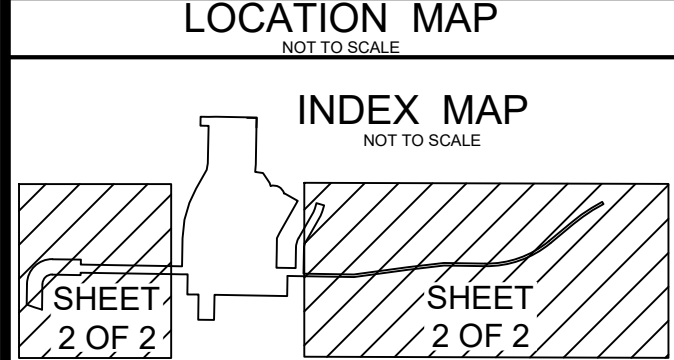 LOCATION MAP
NOT TO SCALE
INDEX MAP
NOT TO SCALE
SHEET
2 OF 2
SHEET
2 OF 2